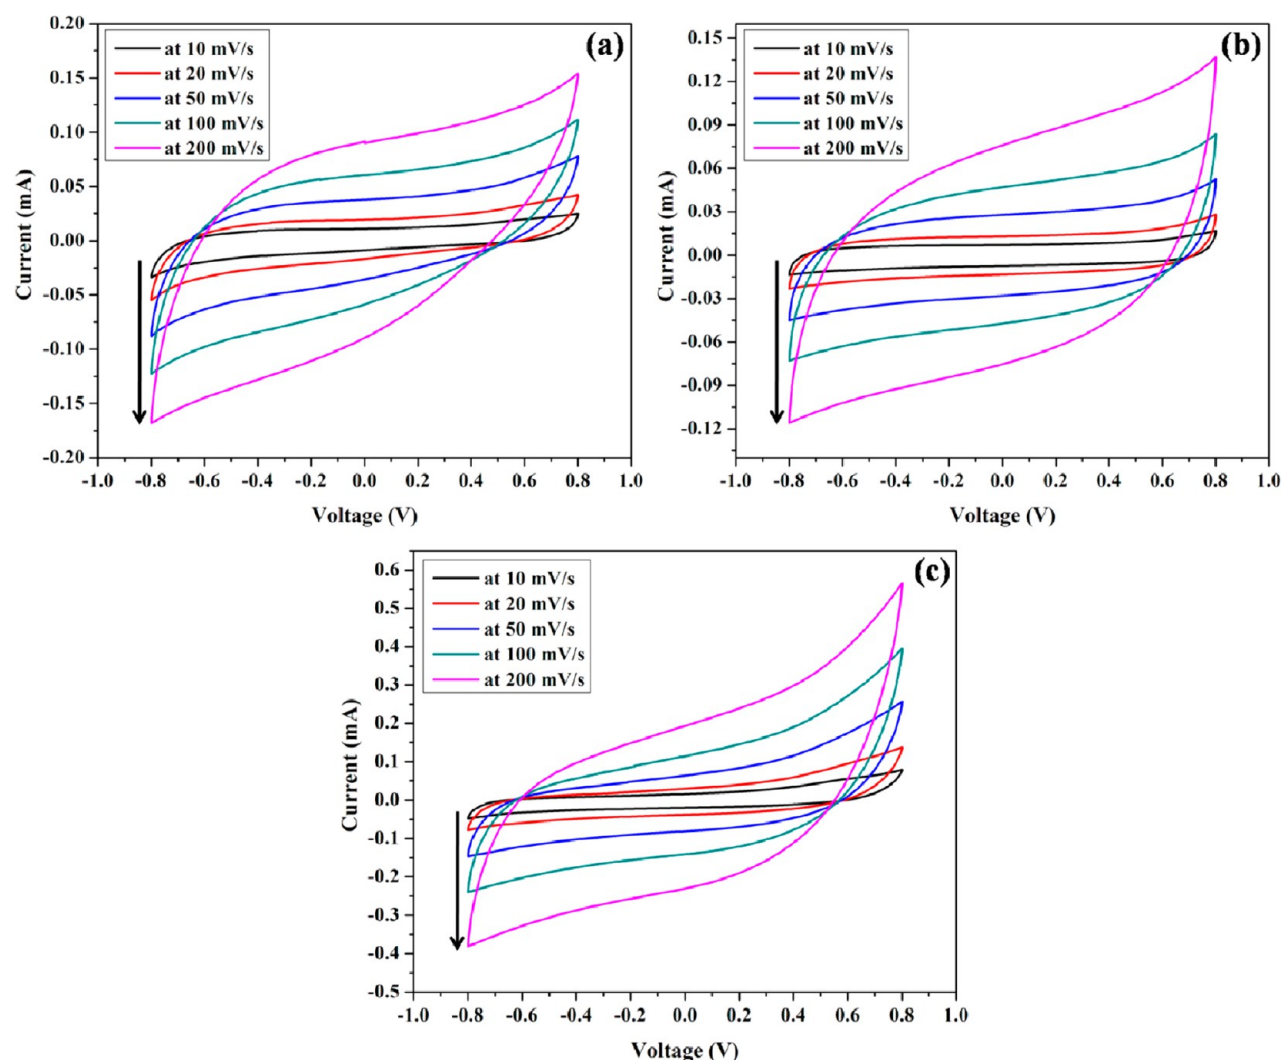 (a)
at 10 mV/s
at 20 mV/s
at 50 mV/s
at 100 mV/s
at 200 mV/s
0.20
0.15
0.10
0.05
0.00
-0.05
-0.10
-0.15
-0.20
Current (mA)
-1.0 -0.8 -0.6 -0.4 -0.2 0.0 0.2 0.4 0.6 0.8 1.0
Voltage (V)
(b)
at 10 mV/s
at 20 mV/s
at 50 mV/s
at 100 mV/s
at 200 mV/s
0.15
0.12
0.09
0.06
0.03
0.00
-0.03
-0.06
-0.09
-0.12
Current (mA)
-1.0 -0.8 -0.6 -0.4 -0.2 0.0 0.2 0.4 0.6 0.8 1.0
Voltage (V)
(c)
at 10 mV/s
at 20 mV/s
at 50 mV/s
at 100 mV/s
at 200 mV/s
0.6
0.5
0.4
0.3
0.2
0.1
0.0
-0.1
-0.2
-0.3
-0.4
-0.5
Current (mA)
-1.0 -0.8 -0.6 -0.4 -0.2 0.0 0.2 0.4 0.6 0.8 1.0
Voltage (V)